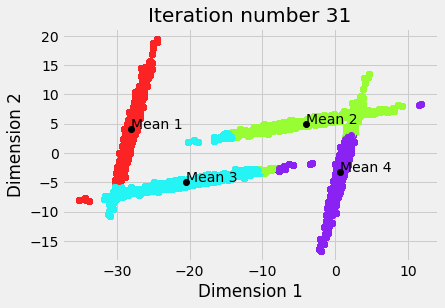 Iteration number 31
Dimension 2
20
15
10
5
0
−5
−10
−15
Mean 1
Mean 2
Mean 3
Mean 4
−30 −20 −10 0 10
Dimension 1